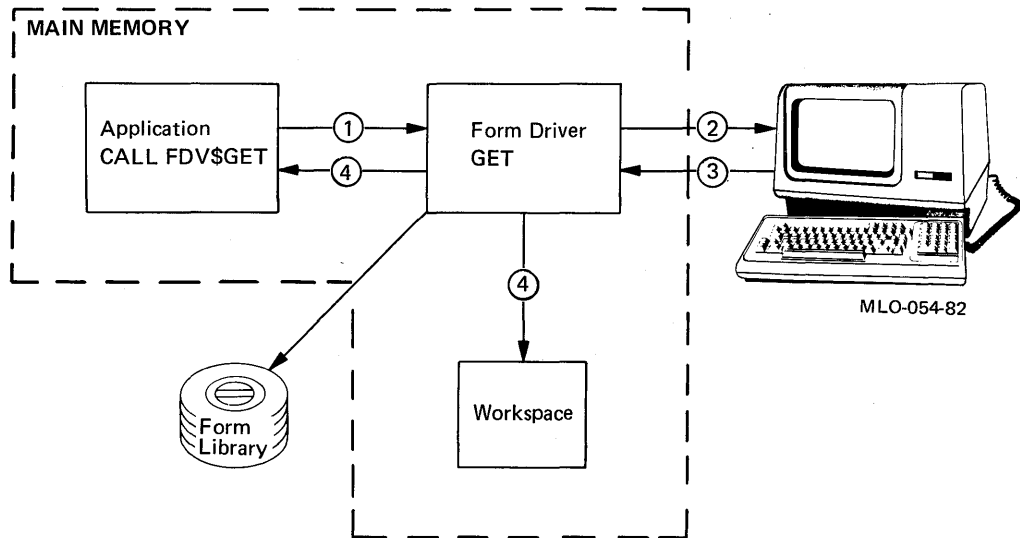 MAIN MEMORY
Application
CALL FDV$GET
1
4
Form Driver
GET
2
3
MLO-054-82
4
Form
Library
Workspace